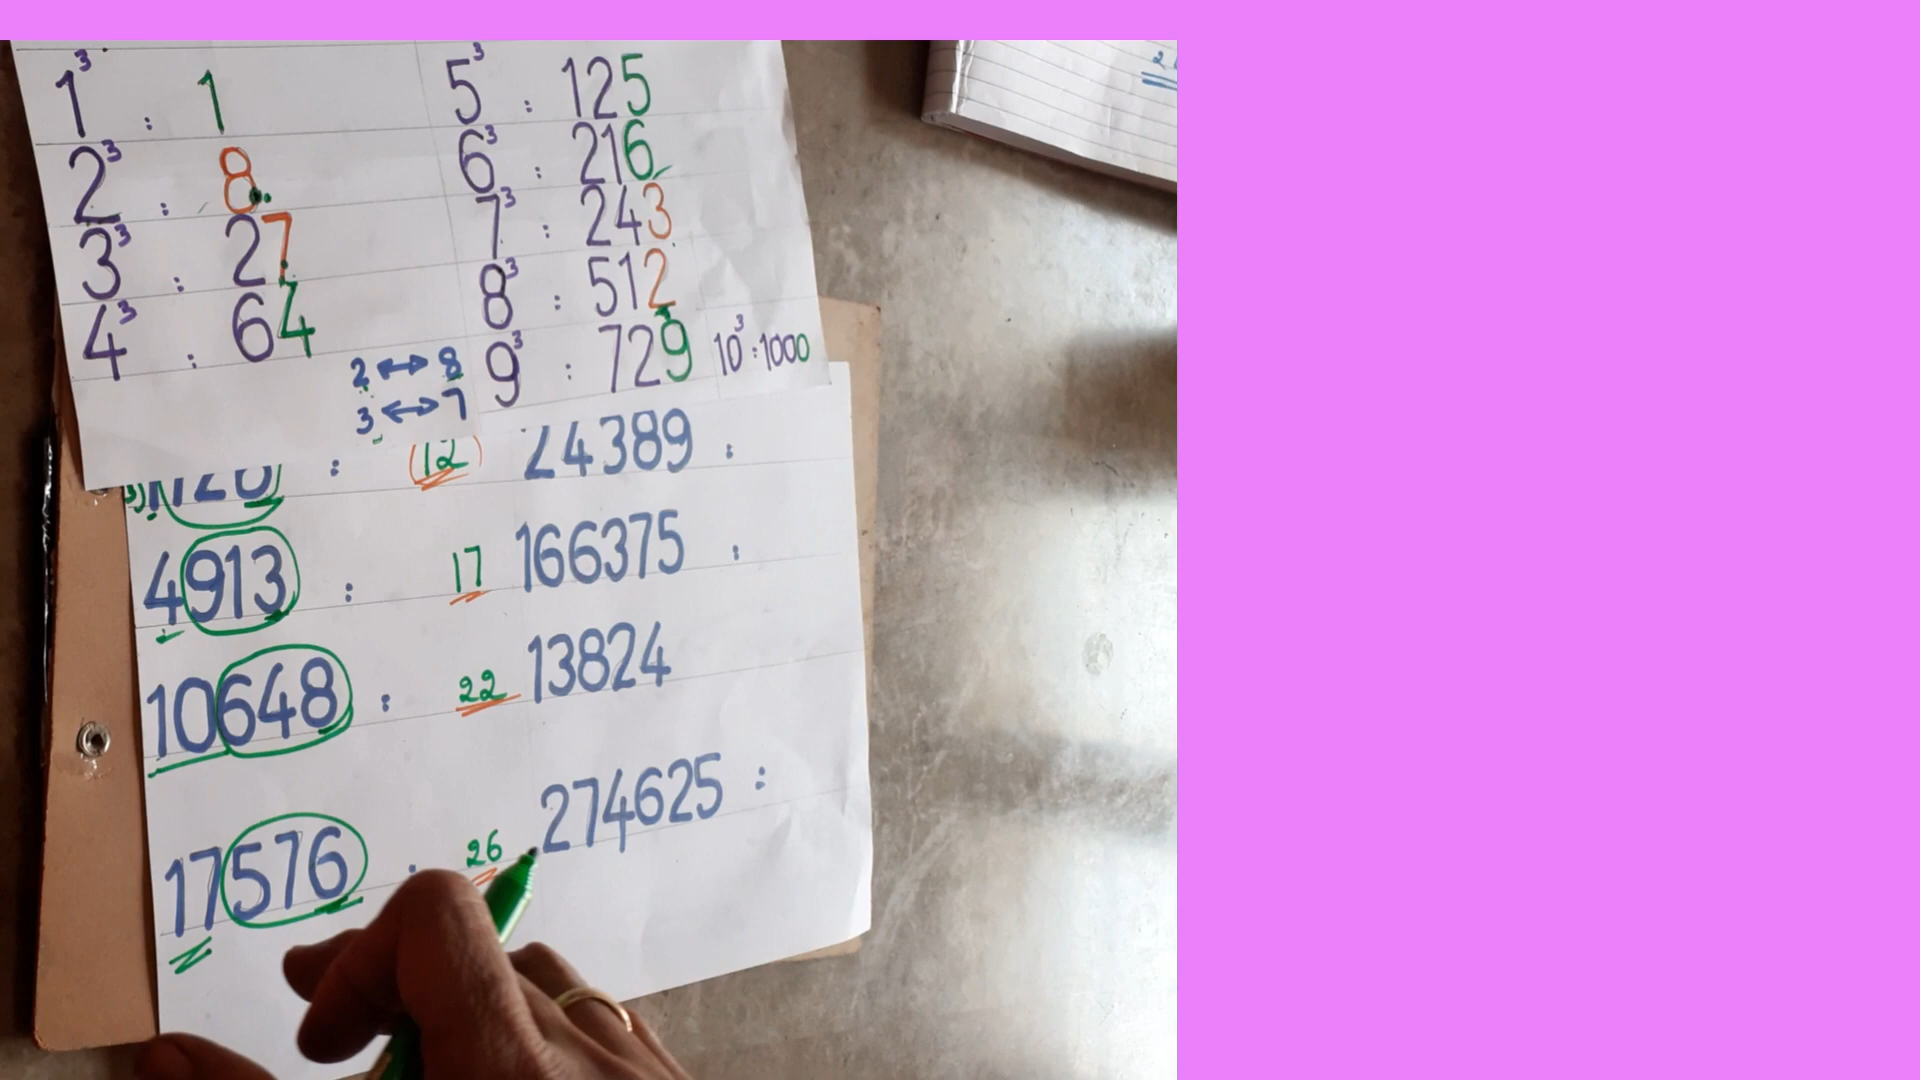 1³ : 1
2³ : 8
3³ : 27
4³ : 64
5³ : 125
6³ : 216
7³ : 243
8³ : 512
9³ : 729
10³ : 1000
2 ↔ 8
3 ↔ 7
: (12)
4913 : 17
10648 : 22
17576 : 26
24389 :
166375 :
13824
274625 :